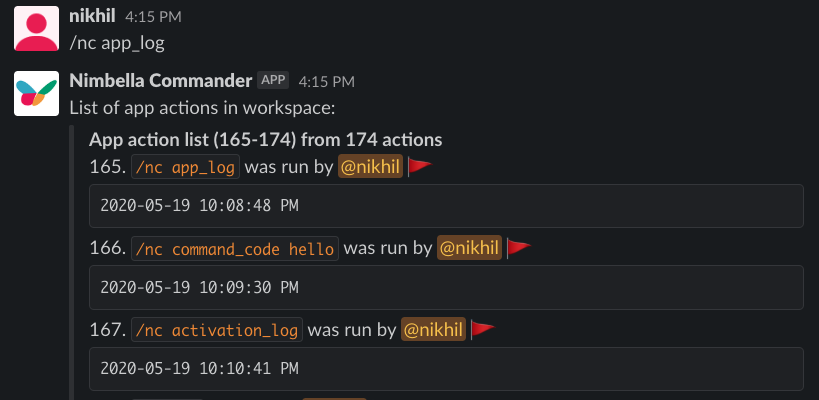 nikhil 4:15 PM
/nc app_log
Nimbella Commander APP 4:15 PM
List of app actions in workspace:
App action list (165-174) from 174 actions
165. /nc app_log was run by @nikhil
2020-05-19 10:08:48 PM
166. /nc command_code hello was run by @nikhil
2020-05-19 10:09:30 PM
167. /nc activation_log was run by @nikhil
2020-05-19 10:10:41 PM